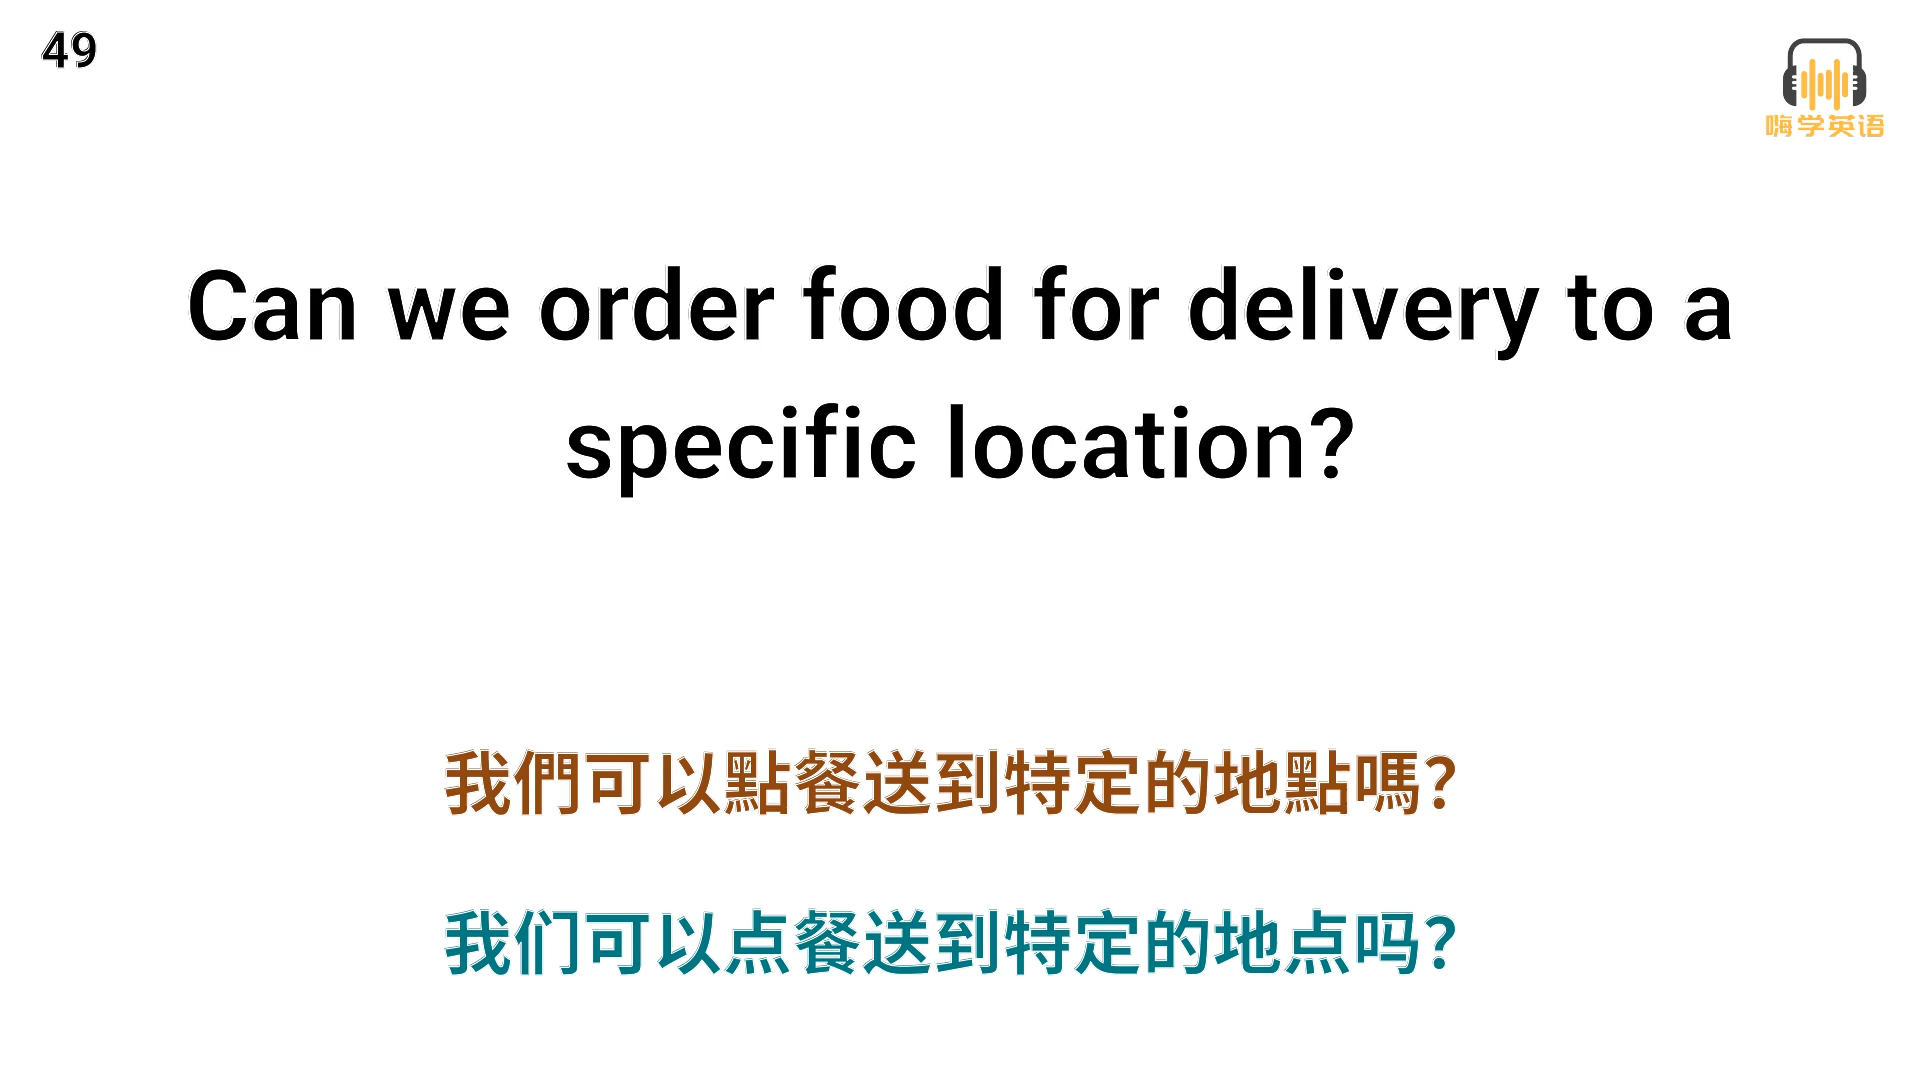 49
嗨学英语
Can we order food for delivery to a
specific location?
我們可以點餐送到特定的地點嗎?
我们可以点餐送到特定的地点吗?